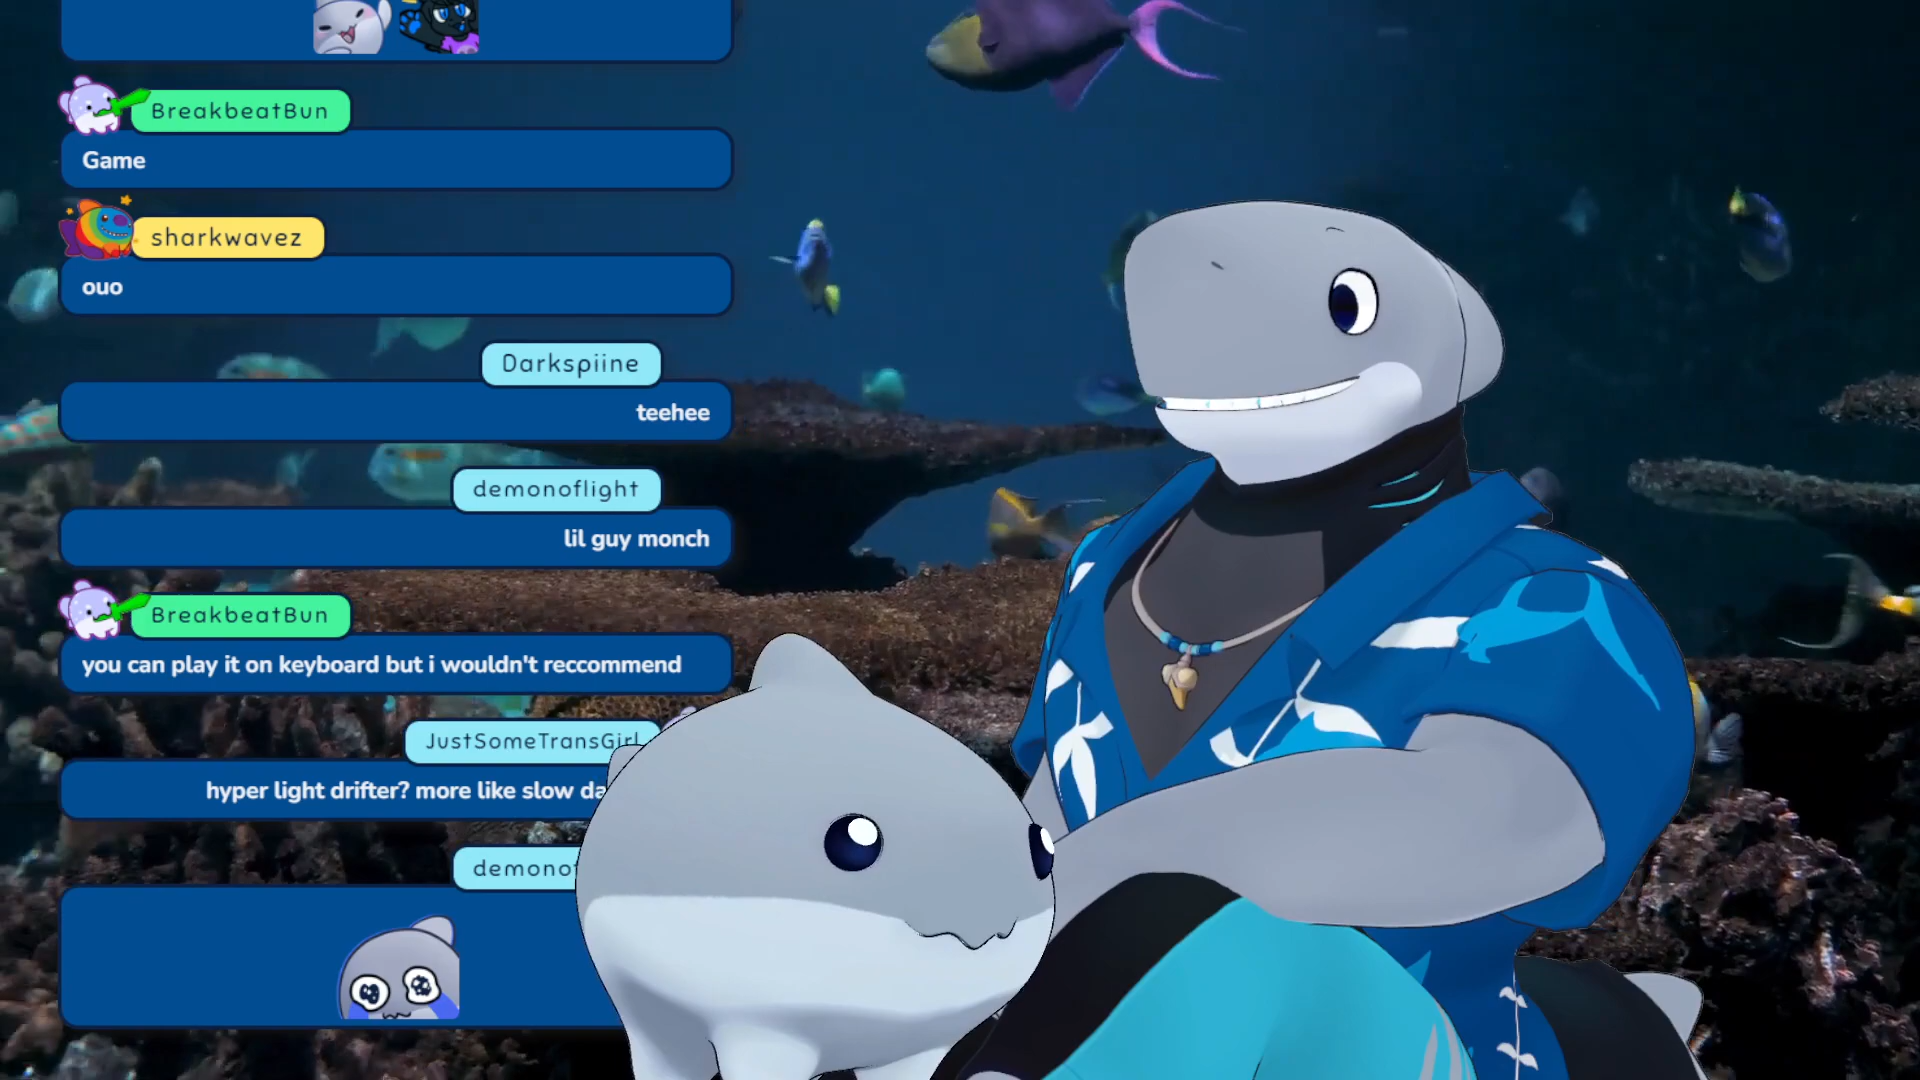 BreakbeatBun
Game
sharkwavez
ouo
Darkspiine
teehee
demonoflight
lil guy monch
BreakbeatBun
you can play it on keyboard but i wouldn't reccommend
JustSomeTransGirl
hyper light drifter? more like slow da
demono